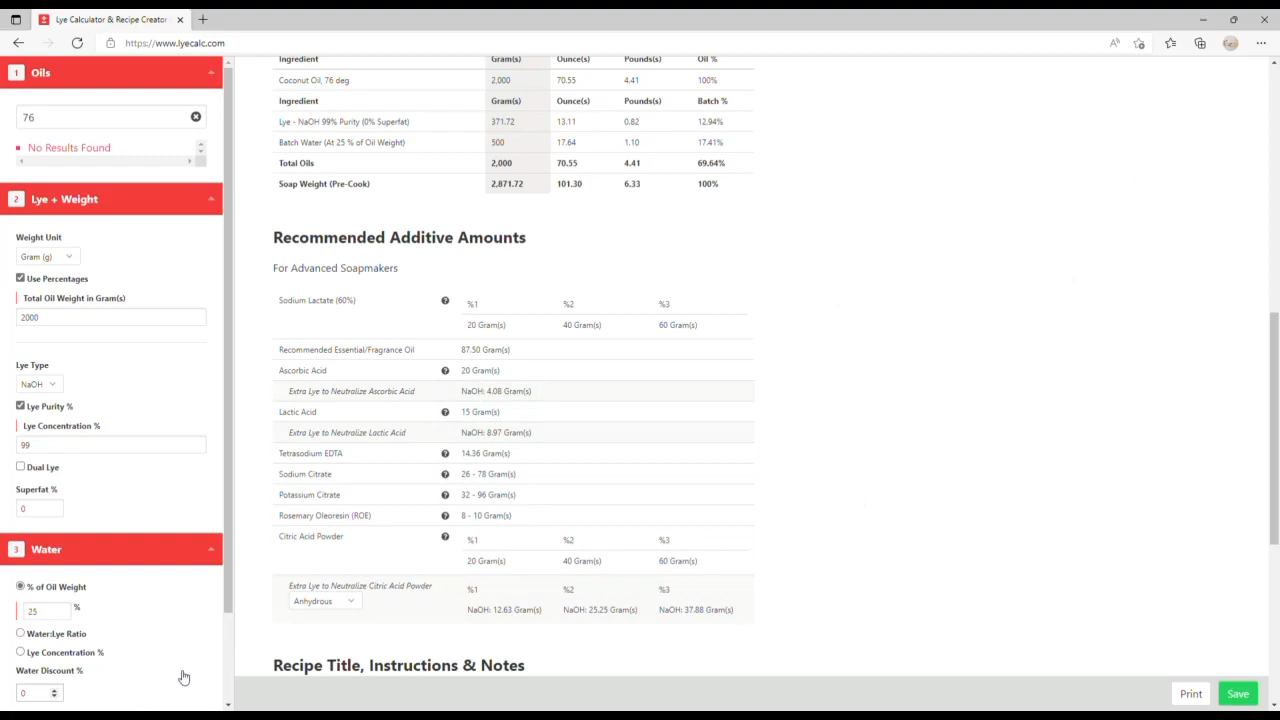 Lye Calculator & Recipe Creator
https://www.lyecalc.com
1 Oils
76
No Results Found
2 Lye + Weight
Weight Unit
Gram (g)
Use Percentages
Total Oil Weight in Gram(s)
2000
Lye Type
NaOH
Lye Purity %
Lye Concentration %
99
Dual Lye
Superfat %
0
3 Water
% of Oil Weight
25 %
Water:Lye Ratio
Lye Concentration %
Water Discount %
0
Ingredient Gram(s) Ounce(s) Pounds(s) Oil %
Coconut Oil, 76 deg 2,000 70.55 4.41 100%
Ingredient Gram(s) Ounce(s) Pounds(s) Batch %
Lye - NaOH 99% Purity (0% Superfat) 371.72 13.11 0.82 12.94%
Batch Water (At 25 % of Oil Weight) 500 17.64 1.10 17.41%
Total Oils 2,000 70.55 4.41 69.64%
Soap Weight (Pre-Cook) 2,871.72 101.30 6.33 100%
Recommended Additive Amounts
For Advanced Soapmakers
Sodium Lactate (60%) %1 %2 %3
20 Gram(s) 40 Gram(s) 60 Gram(s)
Recommended Essential/Fragrance Oil 87.50 Gram(s)
Ascorbic Acid 20 Gram(s)
Extra Lye to Neutralize Ascorbic Acid NaOH: 4.08 Gram(s)
Lactic Acid 15 Gram(s)
Extra Lye to Neutralize Lactic Acid NaOH: 8.97 Gram(s)
Tetrasodium EDTA 14.36 Gram(s)
Sodium Citrate 26 - 78 Gram(s)
Potassium Citrate 32 - 96 Gram(s)
Rosemary Oleoresin (ROE) 8 - 10 Gram(s)
Citric Acid Powder %1 %2 %3
20 Gram(s) 40 Gram(s) 60 Gram(s)
Extra Lye to Neutralize Citric Acid Powder %1 %2 %3
Anhydrous NaOH: 12.63 Gram(s) NaOH: 25.25 Gram(s) NaOH: 37.88 Gram(s)
Recipe Title, Instructions & Notes
Print Save